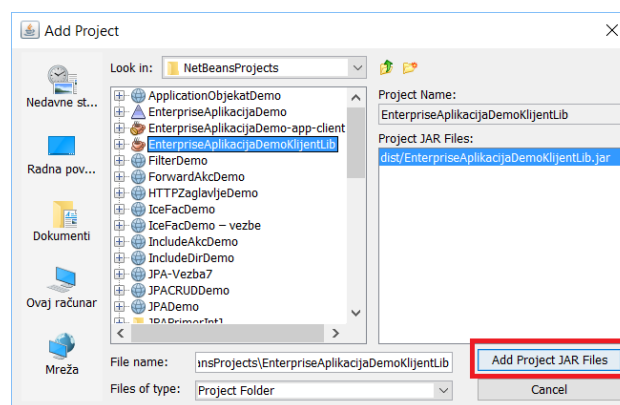 Add Project
Look in: NetBeansProjects
Nedavne st...
Radna pov...
Dokumenti
Ovaj računar
Mreža
ApplicationObjekatDemo
EnterpriseAplikacijaDemo
EnterpriseAplikacijaDemo-app-client
EnterpriseAplikacijaDemoKlijentLib
FilterDemo
ForwardAkcDemo
HTTPZaglavljeDemo
IceFacDemo
IceFacDemo – vezbe
IncludeAkcDemo
IncludeDirDemo
JPA-Vezba7
JPACRUDDemo
JPADemo
JPAPrimerInt1
Project Name:
EnterpriseAplikacijaDemoKlijentLib
Project JAR Files:
dist/EnterpriseAplikacijaDemoKlijentLib.jar
File name: ansProjects\EnterpriseAplikacijaDemoKlijentLib
Add Project JAR Files
Files of type: Project Folder
Cancel